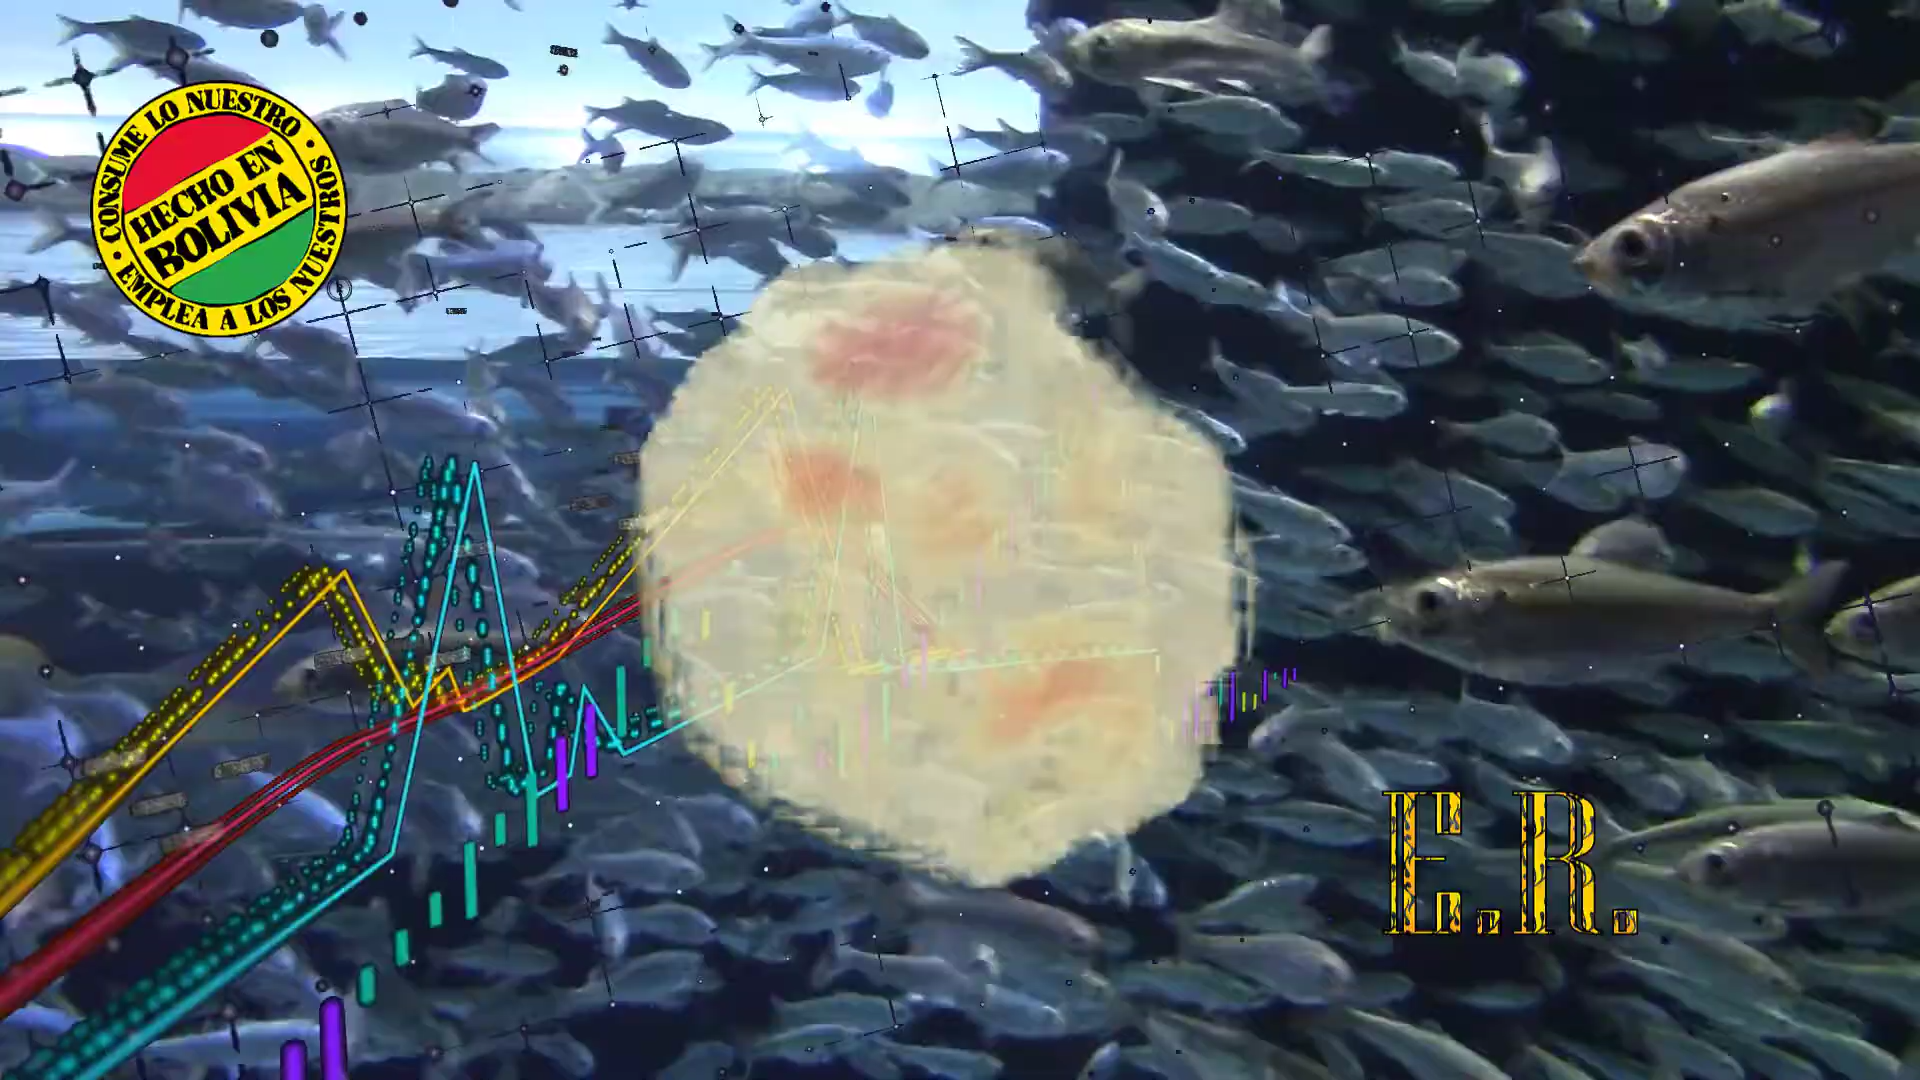 CONSUME LO NUESTRO
HECHO EN
BOLIVIA
EMPLEA A LOS NUESTROS
E.R.